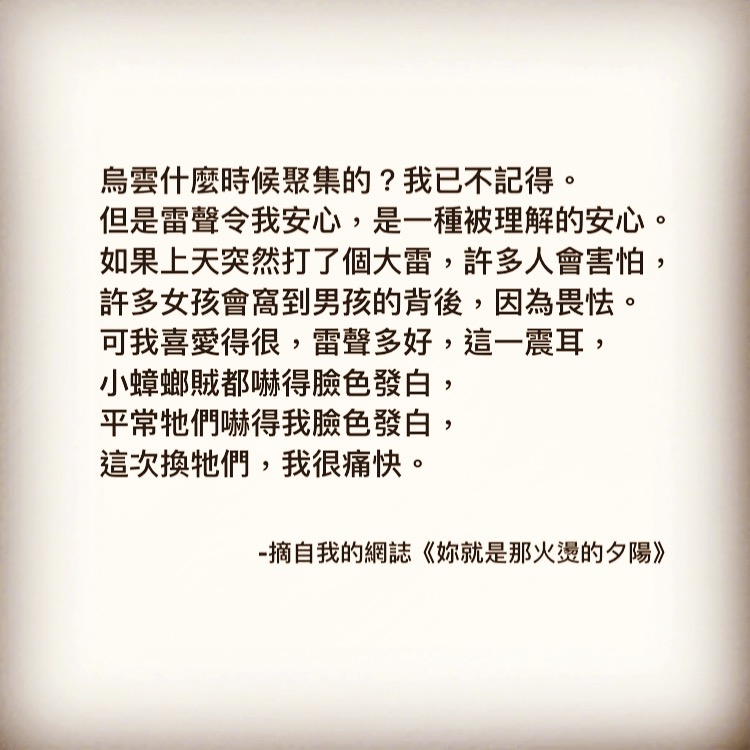 烏雲什麼時候聚集的？我已不記得。
但是雷聲令我安心，是一種被理解的安心。
如果上天突然打了個大雷，許多人會害怕，
許多女孩會窩到男孩的背後，因為畏怯。
可我喜愛得很，雷聲多好，這一震耳，
小蟑螂賊都嚇得臉色發白，
平常牠們嚇得我臉色發白，
這次換牠們，我很痛快。
-摘自我的網誌《妳就是那火燙的夕陽》